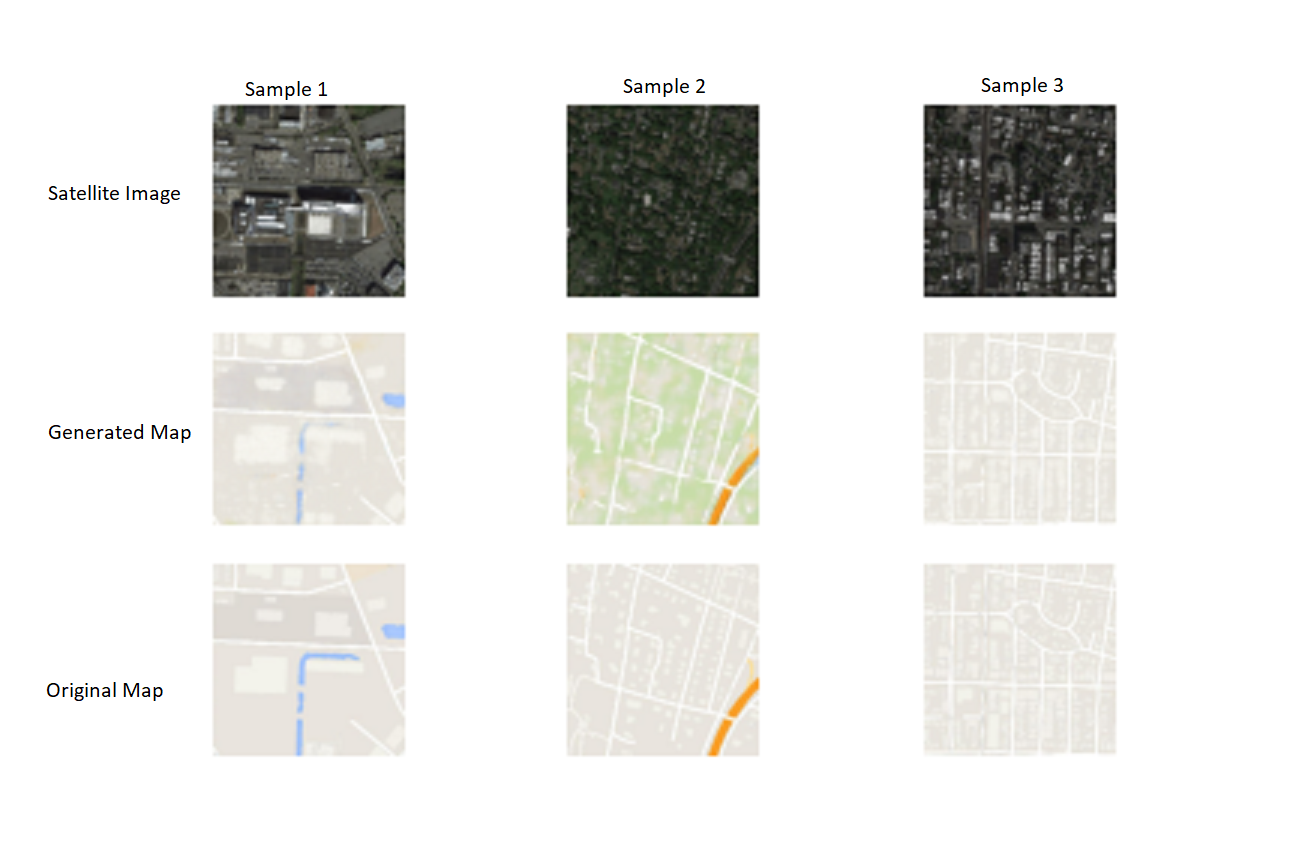 Sample 1
Sample 2
Sample 3
Satellite Image
Generated Map
Original Map